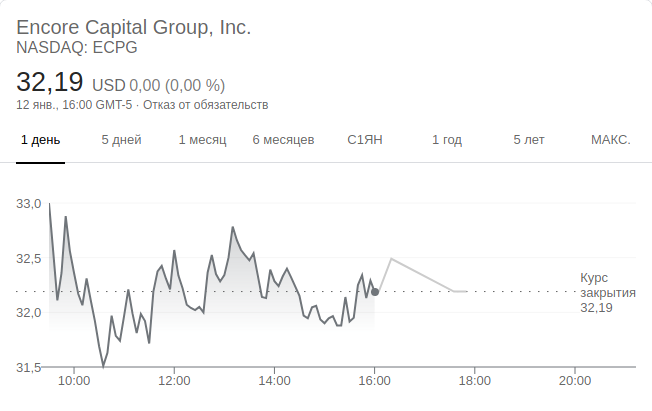 Encore Capital Group, Inc.
NASDAQ: ECPG
32,19 USD 0,00 (0,00 %)
12 янв., 16:00 GMT-5 · Отказ от обязательств
1 день 5 дней 1 месяц 6 месяцев С1ЯН 1 год 5 лет МАКС.
33,0
32,5
32,0
31,5
Курс
закрытия
32,19
10:00 12:00 14:00 16:00 18:00 20:00